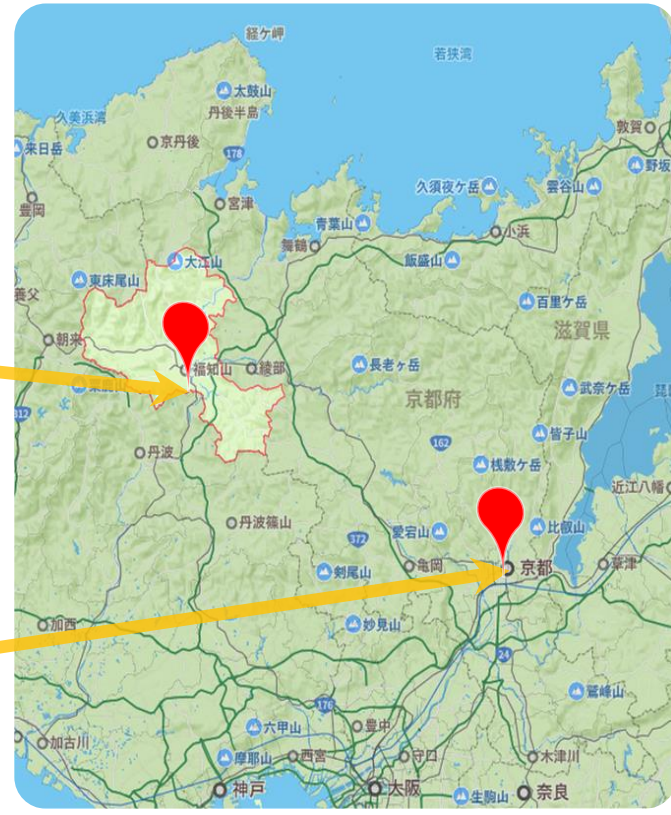 経ケ岬
若狭湾
太鼓山
丹後半島
久美浜湾
敦賀
京丹後
来日岳
178
野坂
久須夜ケ岳
雲谷山
豊岡
宮津
青葉山
小浜
舞鶴
大江山
飯盛山
東床尾山
養父
百里ケ岳
滋賀県
朝来
福知山
綾部
長老ヶ岳
武奈ケ岳
京都府
312
皆子山
162
丹波
桟敷ケ岳
近江八幡
丹波篠山
愛宕山
比叡山
372
亀岡
京都
草津
剣尾山
加西
妙見山
24
鷲峰山
176
六甲山
豊中
加古川
摩耶山
西宮
守口
木津川
神戸
大阪
生駒山
奈良